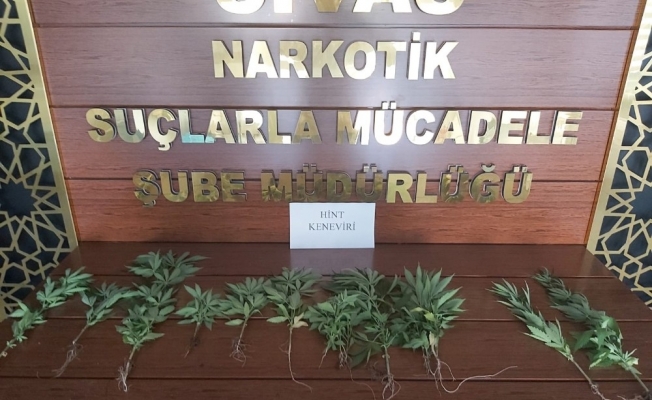 SİVAS
NARKOTİK
SUÇLARLA MÜCADELE
ŞUBE MÜDÜRLÜĞÜ
HİNT
KENEVİRİ